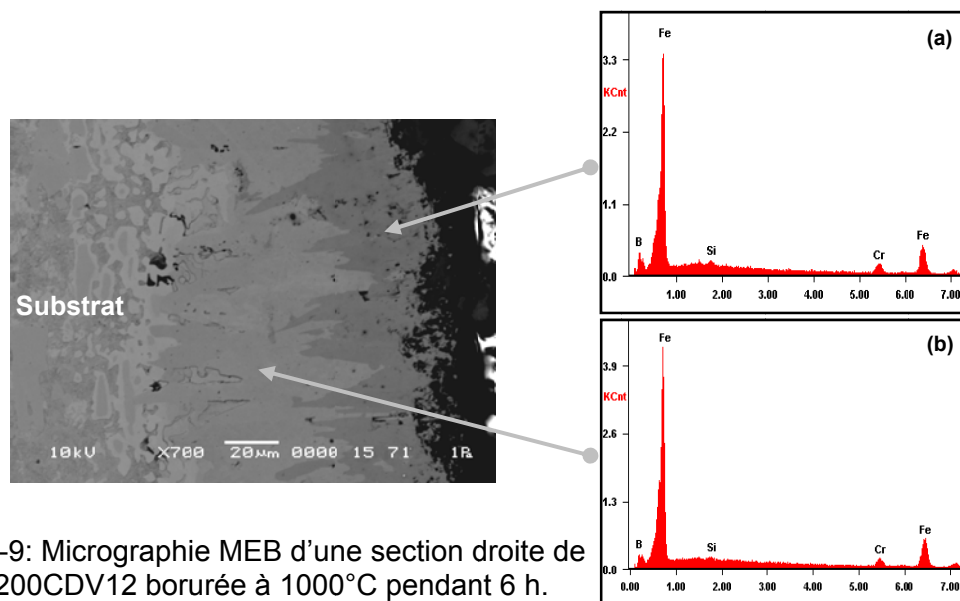 (a)
Fe
3.3
KCnt
2.2
1.1
B
Si
Cr
Fe
0.0
1.00 2.00 3.00 4.00 5.00 6.00 7.00
Substrat
10kV X700 20µm 0000 15 71
(b)
Fe
3.9
KCnt
2.6
1.3
B
Si
Cr
Fe
0.0
0.00 1.00 2.00 3.00 4.00 5.00 6.00 7.00
-9: Micrographie MEB d’une section droite de
200CDV12 borurée à 1000°C pendant 6 h.